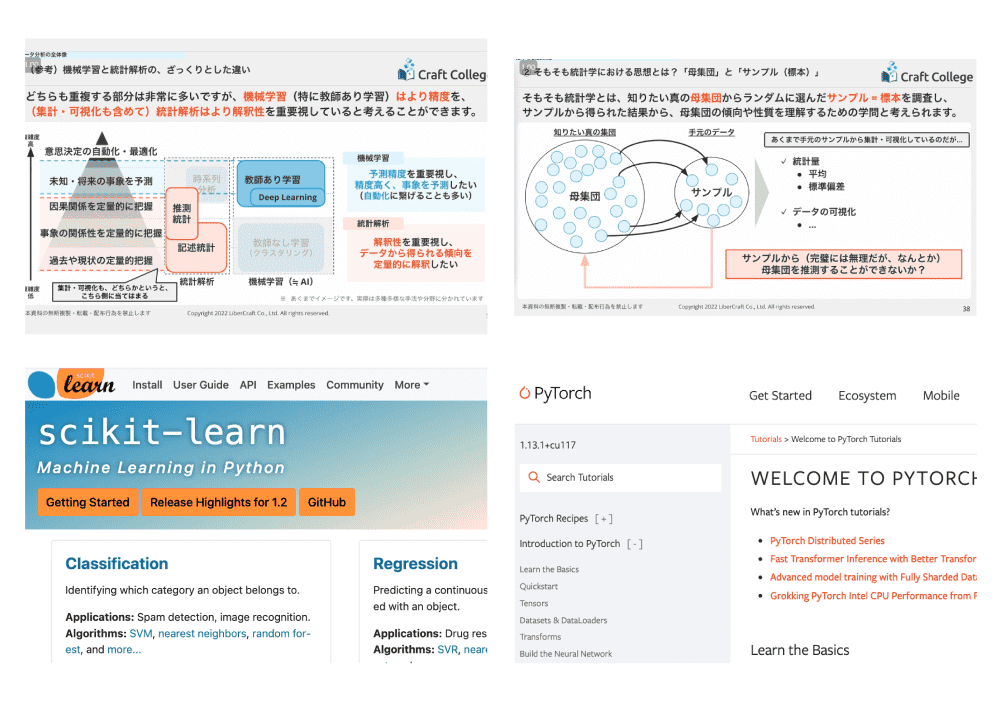 データ分析の全体像
（参考）機械学習と統計解析の、ざっくりとした違い
Craft College
どちらも重複する部分は非常に多いですが、機械学習（特に教師あり学習）はより精度を、
（集計・可視化も含めて）統計解析はより解釈性を重要視していると考えることができます。
難度
高
意思決定の自動化・最適化
未知・将来の事象を予測
因果関係を定量的に把握
事象の関係性を定量的に把握
過去や現状の定量的把握
難度
低
時系列
分析
推測
統計
記述統計
教師あり学習
Deep Learning
教師なし学習
（クラスタリング）
統計解析
機械学習（≒ AI）
集計・可視化も、どちらかというと、
こちら側に当てはまる
機械学習
予測精度を重要視し、
精度高く、事象を予測したい
（自動化に繋げることも多い）
統計解析
解釈性を重要視し、
データから得られる傾向を
定量的に解釈したい
※ あくまでイメージです。実際は多種多様な手法や分野に分かれています
本資料の無断複製・転載・配布行為を禁止します
Copyright 2022 LiberCraft Co., Ltd. All rights reserved.
② そもそも統計学における思想とは？「母集団」と「サンプル（標本）」
Craft College
そもそも統計学とは、知りたい真の母集団からランダムに選んだサンプル = 標本を調査し、
サンプルから得られた結果から、母集団の傾向や性質を理解するための学問と考えられます。
知りたい真の集団
手元のデータ
母集団
サンプル
あくまで手元のサンプルから集計・可視化しているのだが…
✓ 統計量
• 平均
• 標準偏差
✓ データの可視化
• ...
サンプルから（完璧には無理だが、なんとか）
母集団を推測することができないか？
本資料の無断複製・転載・配布行為を禁止します
Copyright 2022 LiberCraft Co., Ltd. All rights reserved.
38
scikit
learn
Install User Guide API Examples Community More
scikit-learn
Machine Learning in Python
Getting Started Release Highlights for 1.2 GitHub
Classification
Identifying which category an object belongs to.
Applications: Spam detection, image recognition.
Algorithms: SVM, nearest neighbors, random for-
est, and more...
Regression
Predicting a continuous
ed with an object.
Applications: Drug res
Algorithms: SVR, neare
PyTorch
Get Started Ecosystem Mobile
1.13.1+cu117
Search Tutorials
PyTorch Recipes [ + ]
Introduction to PyTorch [ - ]
Learn the Basics
Quickstart
Tensors
Datasets & DataLoaders
Transforms
Build the Neural Network
Tutorials > Welcome to PyTorch Tutorials
WELCOME TO PYTORCH
What's new in PyTorch tutorials?
• PyTorch Distributed Series
• Fast Transformer Inference with Better Transfor
• Advanced model training with Fully Sharded Dat
• Grokking PyTorch Intel CPU Performance from F
Learn the Basics